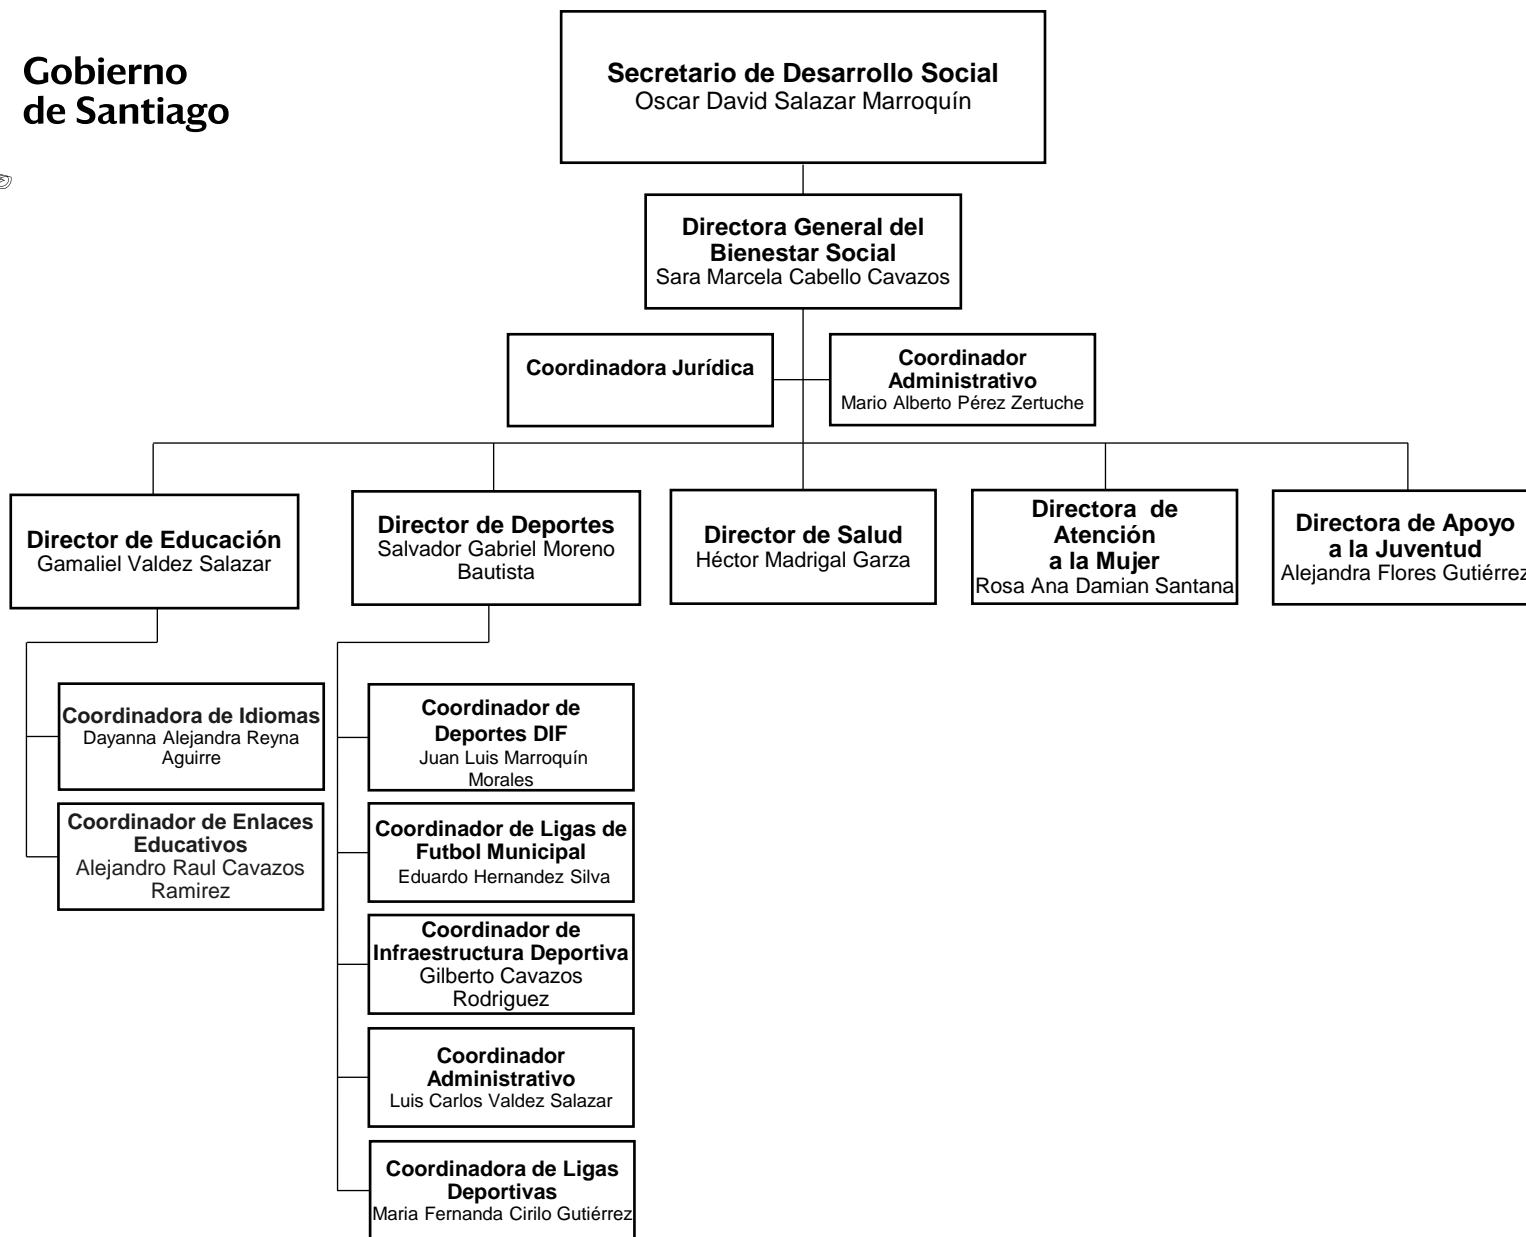 Gobierno
de Santiago
Secretario de Desarrollo Social
Oscar David Salazar Marroquín
Directora General del
Bienestar Social
Sara Marcela Cabello Cavazos
Coordinadora Jurídica
Coordinador
Administrativo
Mario Alberto Pérez Zertuche
Director de Educación
Gamaliel Valdez Salazar
Director de Deportes
Salvador Gabriel Moreno
Bautista
Director de Salud
Héctor Madrigal Garza
Directora de
Atención
a la Mujer
Rosa Ana Damian Santana
Directora de Apoyo
a la Juventud
Alejandra Flores Gutiérrez
Coordinadora de Idiomas
Dayanna Alejandra Reyna
Aguirre
Coordinador de Enlaces
Educativos
Alejandro Raul Cavazos
Ramirez
Coordinador de
Deportes DIF
Juan Luis Marroquín
Morales
Coordinador de Ligas de
Futbol Municipal
Eduardo Hernandez Silva
Coordinador de
Infraestructura Deportiva
Gilberto Cavazos
Rodriguez
Coordinador
Administrativo
Luis Carlos Valdez Salazar
Coordinadora de Ligas
Deportivas
Maria Fernanda Cirilo Gutiérrez